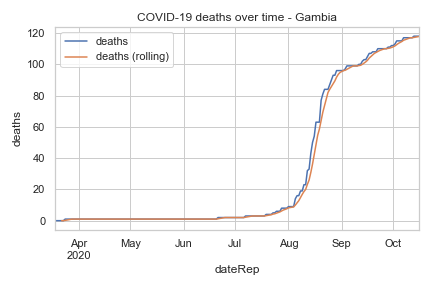 COVID-19 deaths over time - Gambia
deaths
deaths (rolling)
120
100
80
60
40
20
0
deaths
Apr
2020
May
Jun
Jul
Aug
Sep
Oct
dateRep